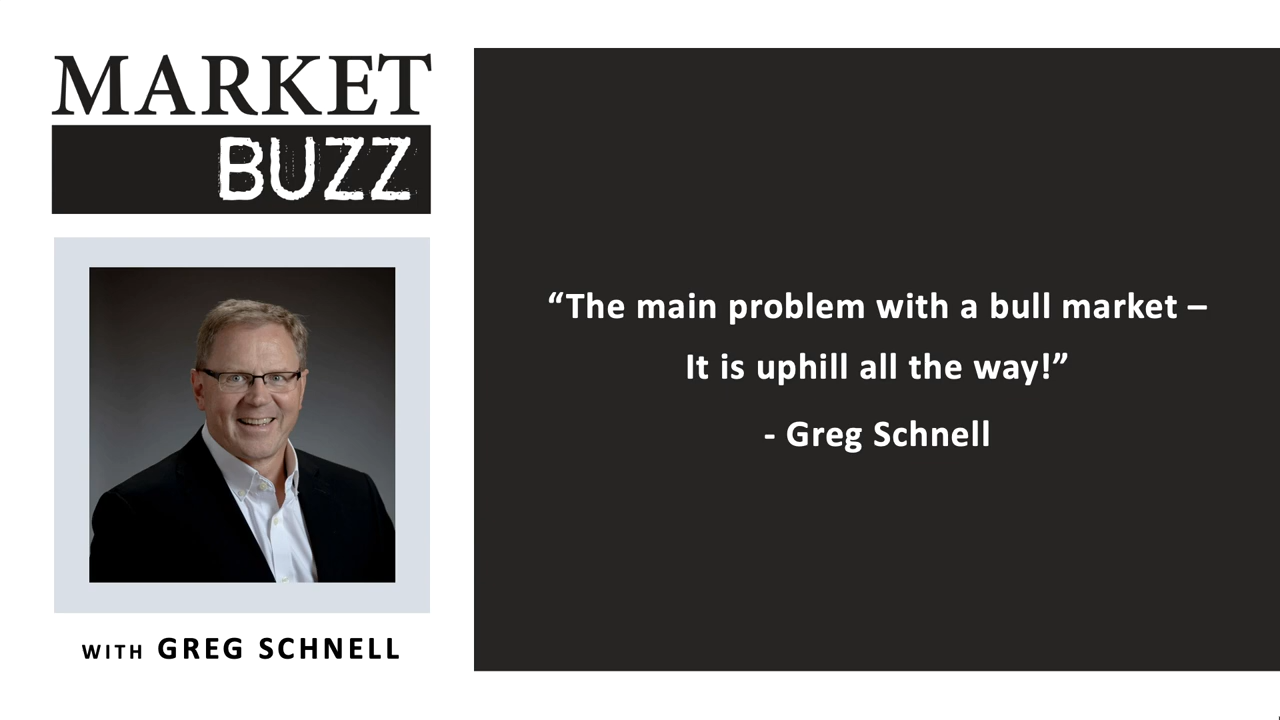 MARKET
BUZZ
WITH GREG SCHNELL
“The main problem with a bull market –
It is uphill all the way!”
- Greg Schnell